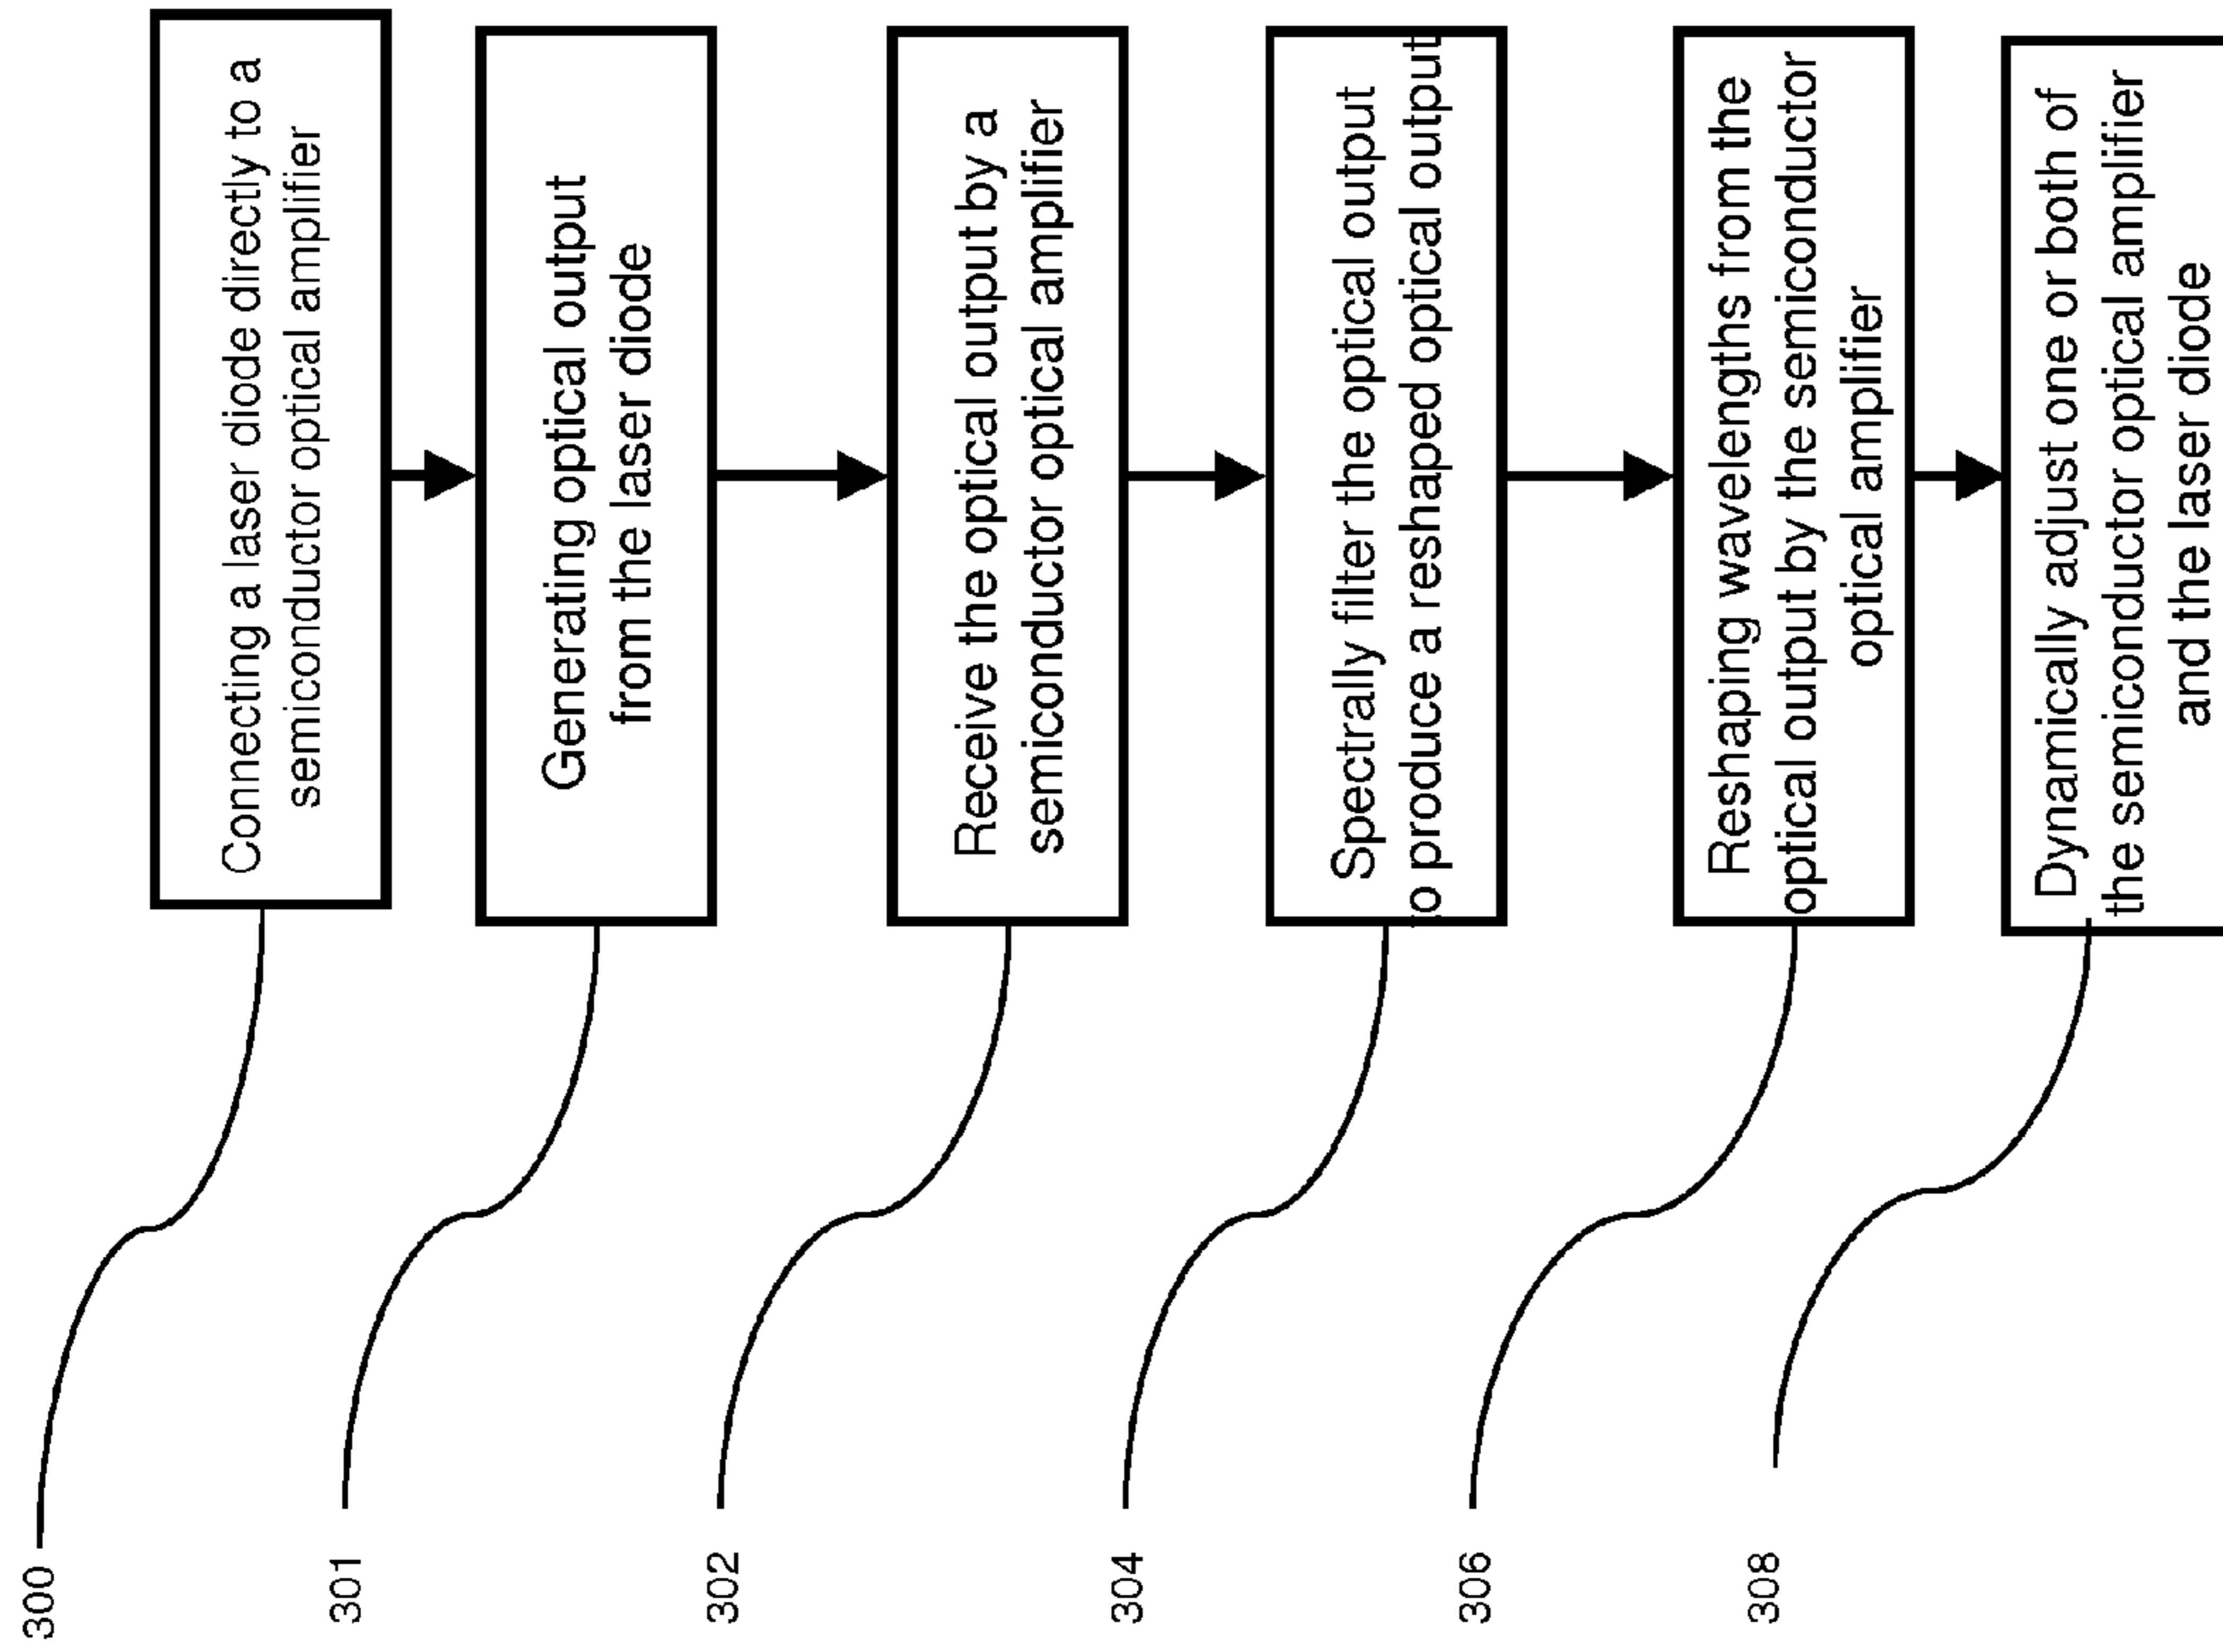 300
Connecting a laser diode directly to a
semiconductor optical amplifier
301
Generating optical output
from the laser diode
302
Receive the optical output by a
semiconductor optical amplifier
304
Spectrally filter the optical output
to produce a reshaped optical output
306
Reshaping wavelengths from the
optical output by the semiconductor
optical amplifier
308
Dynamically adjust one or both of
the semiconductor optical amplifier
and the laser diode